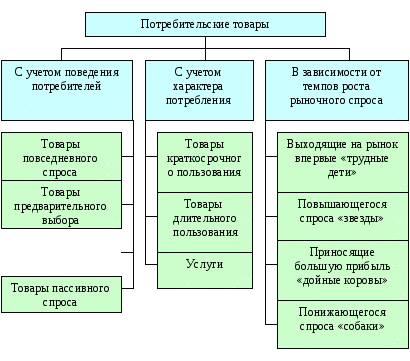 Потребительские товары
С учетом поведения
потребителей
С учетом
характера
потребления
В зависимости от
темпов роста
рыночного спроса
Товары
повседневного
спроса
Товары
предварительного
выбора
Товары пассивного
спроса
Товары
краткосрочног
о пользования
Товары
длительного
пользования
Услуги
Выходящие на рынок
впервые «трудные
дети»
Повышающегося
спроса «звезды»
Приносящие
большую прибыль
«дойные коровы»
Понижающегося
спроса «собаки»